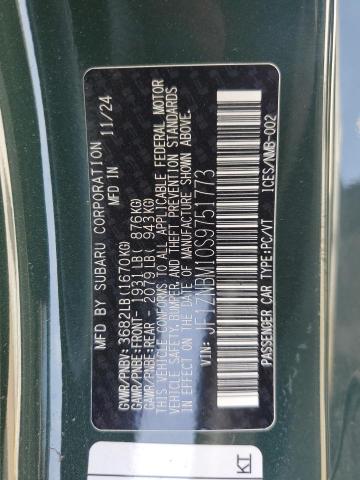 MFD BY: SUBARU CORPORATION 11/24
MFD IN:
GVWR/PNBV: 3682LB(1670KG)
GAWR/PNBE:FRONT- 1931LB( 876KG)
GAWR/PNBE:REAR - 2079LB( 943KG)
THIS VEHICLE CONFORMS TO ALL APPLICABLE FEDERAL MOTOR
VEHICLE SAFETY,BUMPER,AND THEFT PREVENTION STANDARDS
IN EFFECT ON THE DATE OF MANUFACTURE SHOWN ABOVE.
VIN: JF1ZNBM10S9751773
PASSENGER CAR TYPE:PC/VT ICES/NMB-002
KT